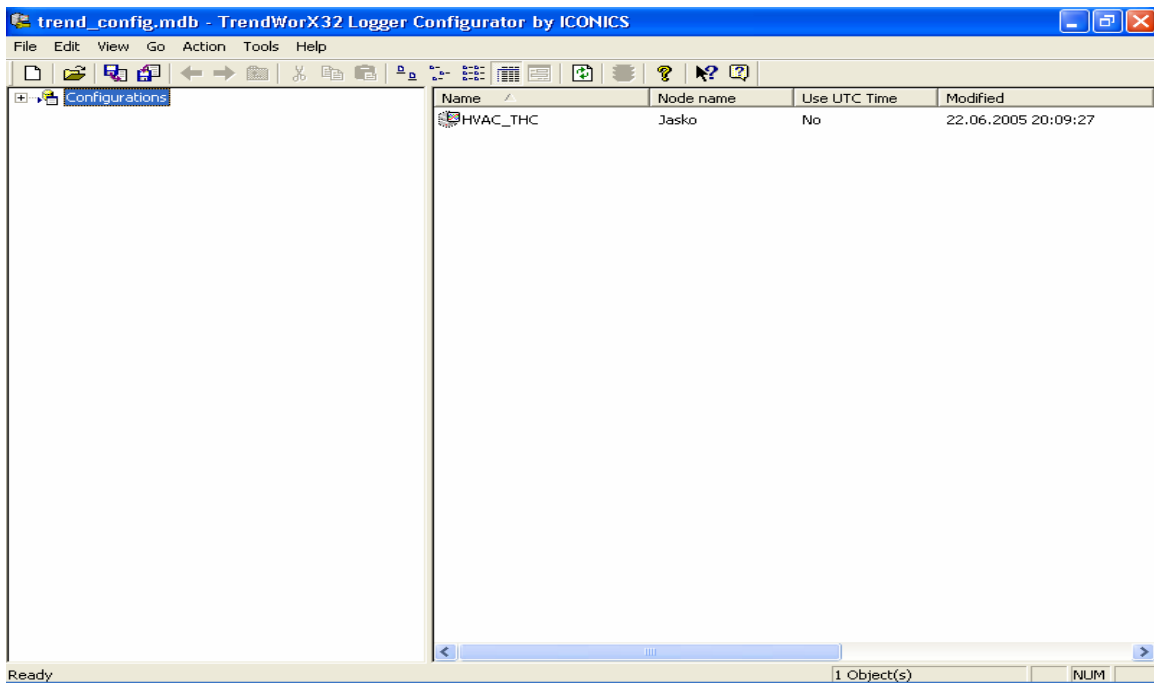 trend_config.mdb - TrendWorX32 Logger Configurator by ICONICS
File Edit View Go Action Tools Help
Configurations
Name Node name Use UTC Time Modified
HVAC_THC Jasko No 22.06.2005 20:09:27
Ready 1 Object(s) NUM